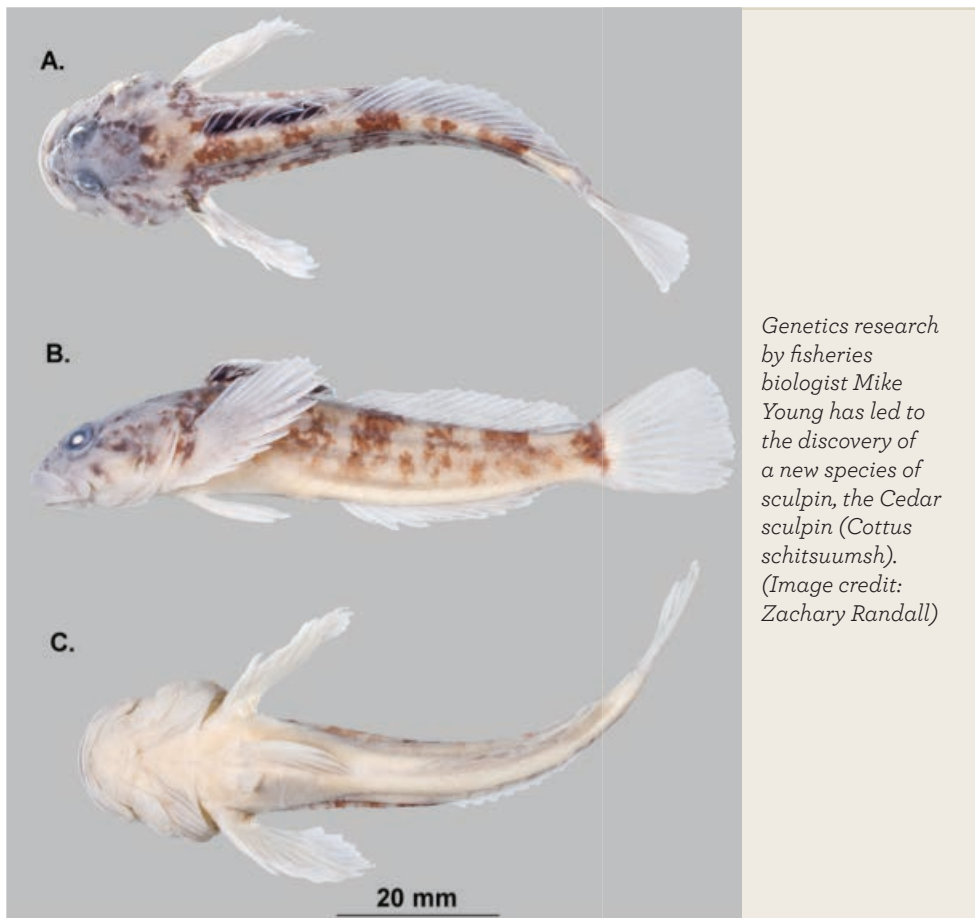 A.
B.
C.
20 mm
Genetics research
by fisheries
biologist Mike
Young has led to
the discovery of
a new species of
sculpin, the Cedar
sculpin (Cottus
schitsuumsh).
(Image credit:
Zachary Randall)